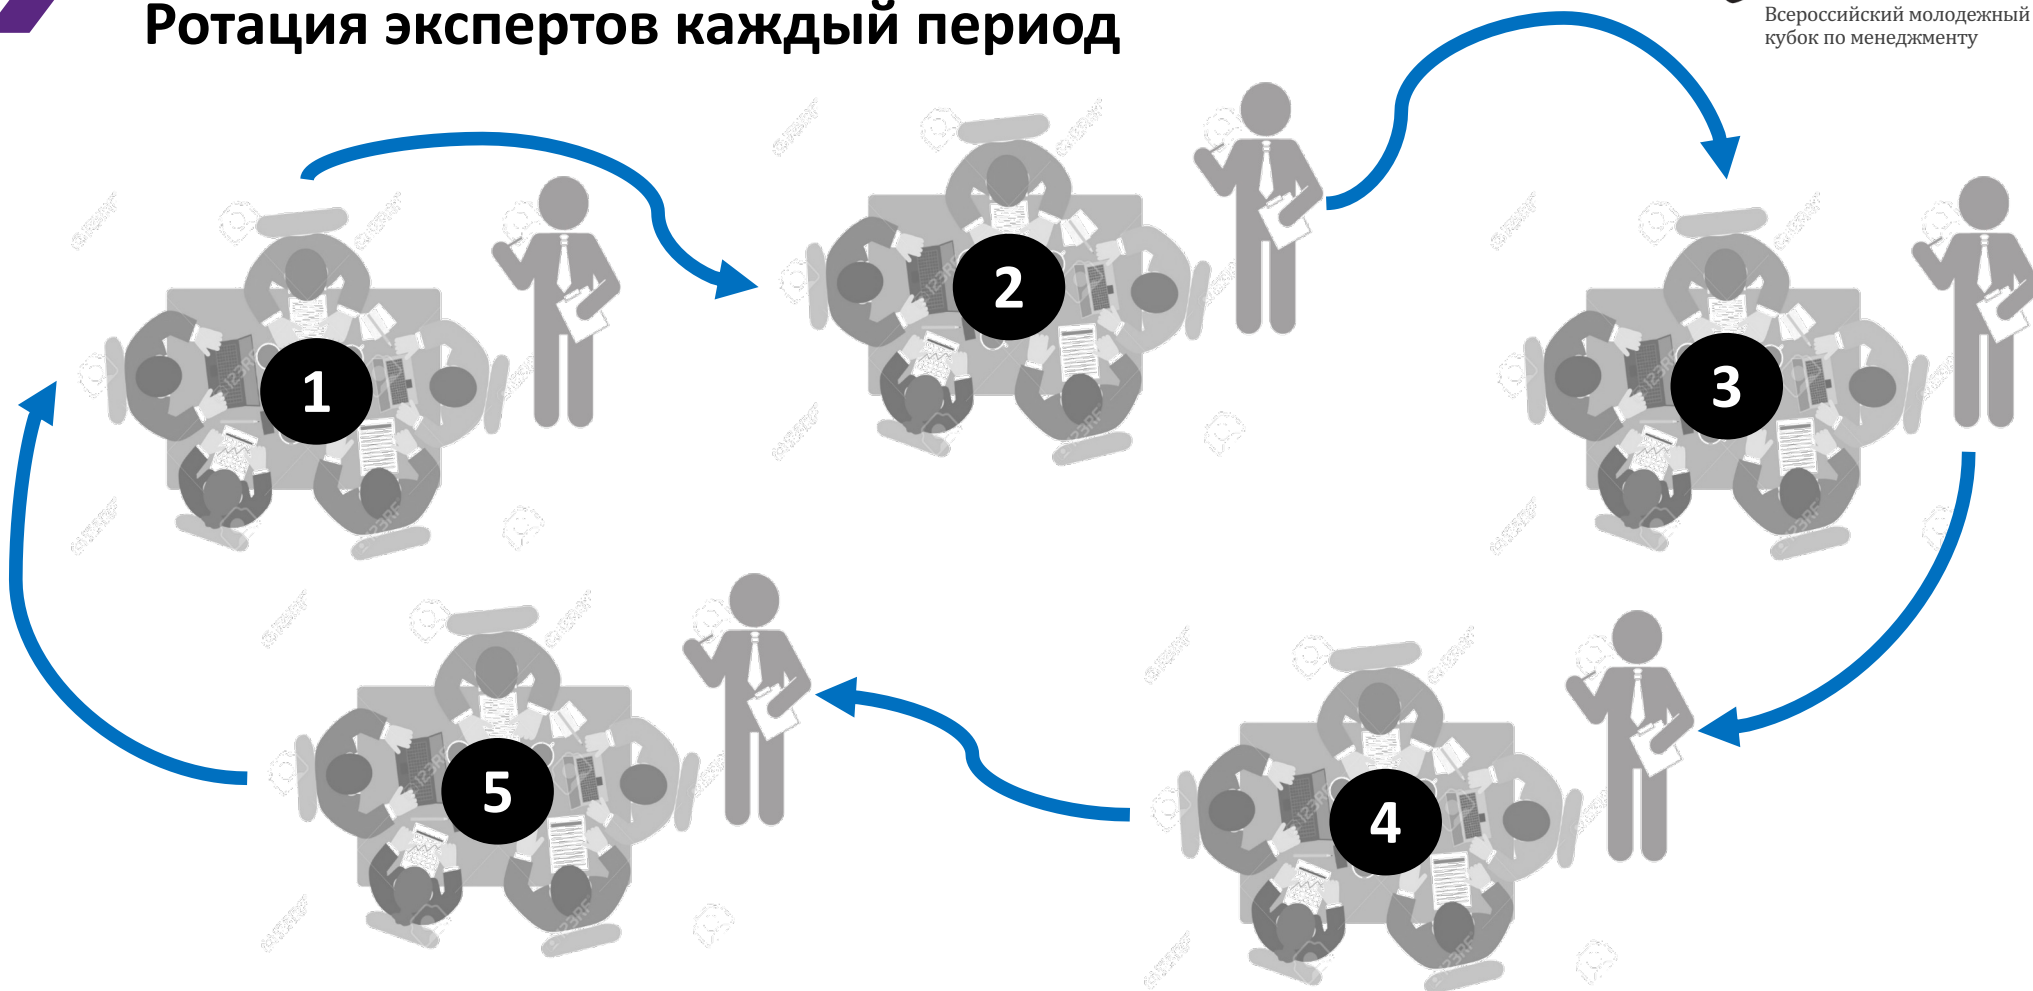 Ротация экспертов каждый период
Всероссийский молодежный
кубок по менеджменту
1
2
3
4
5